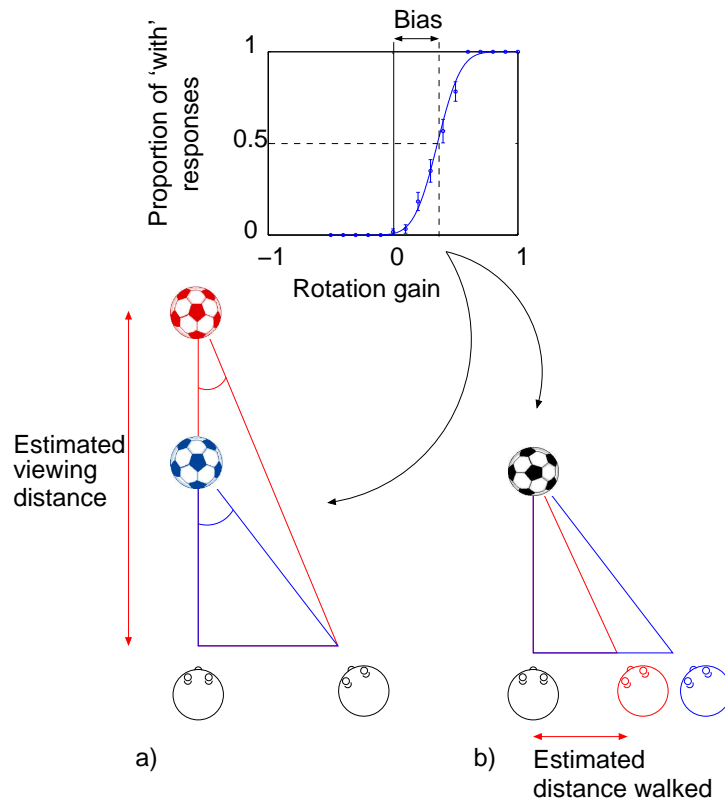 Bias
Proportion of ‘with’
responses
1
0.5
0
−1
0
1
Rotation gain
Estimated
viewing
distance
a)
b)
Estimated
distance walked